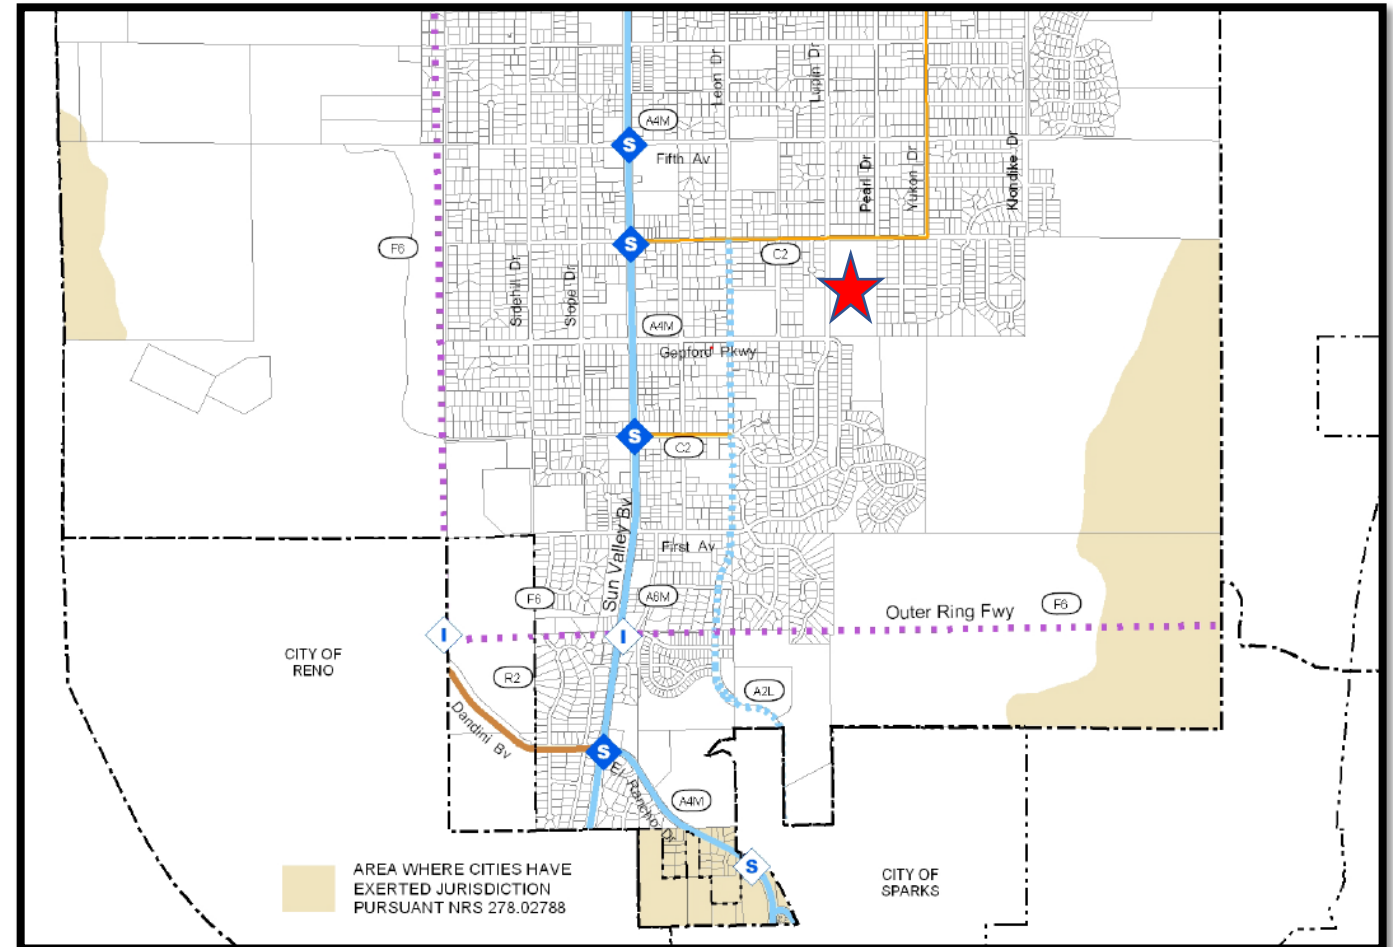 Leon Dr
Lupin Dr
A4M
S
Fifth Av
Pearl Dr
Yukon Dr
Klondike Dr
F6
S
C2
Sidehill Dr
Slope Dr
A4M
Gepford Pkwy
S
C2
Sun Valley Bv
First Av
F6
A6M
Outer Ring Fwy
F6
I
I
CITY OF
RENO
R2
A2L
Dandini Bv
S
El Rancho Dr
A4M
S
AREA WHERE CITIES HAVE
EXERTED JURISDICTION
PURSUANT NRS 278.02788
CITY OF
SPARKS